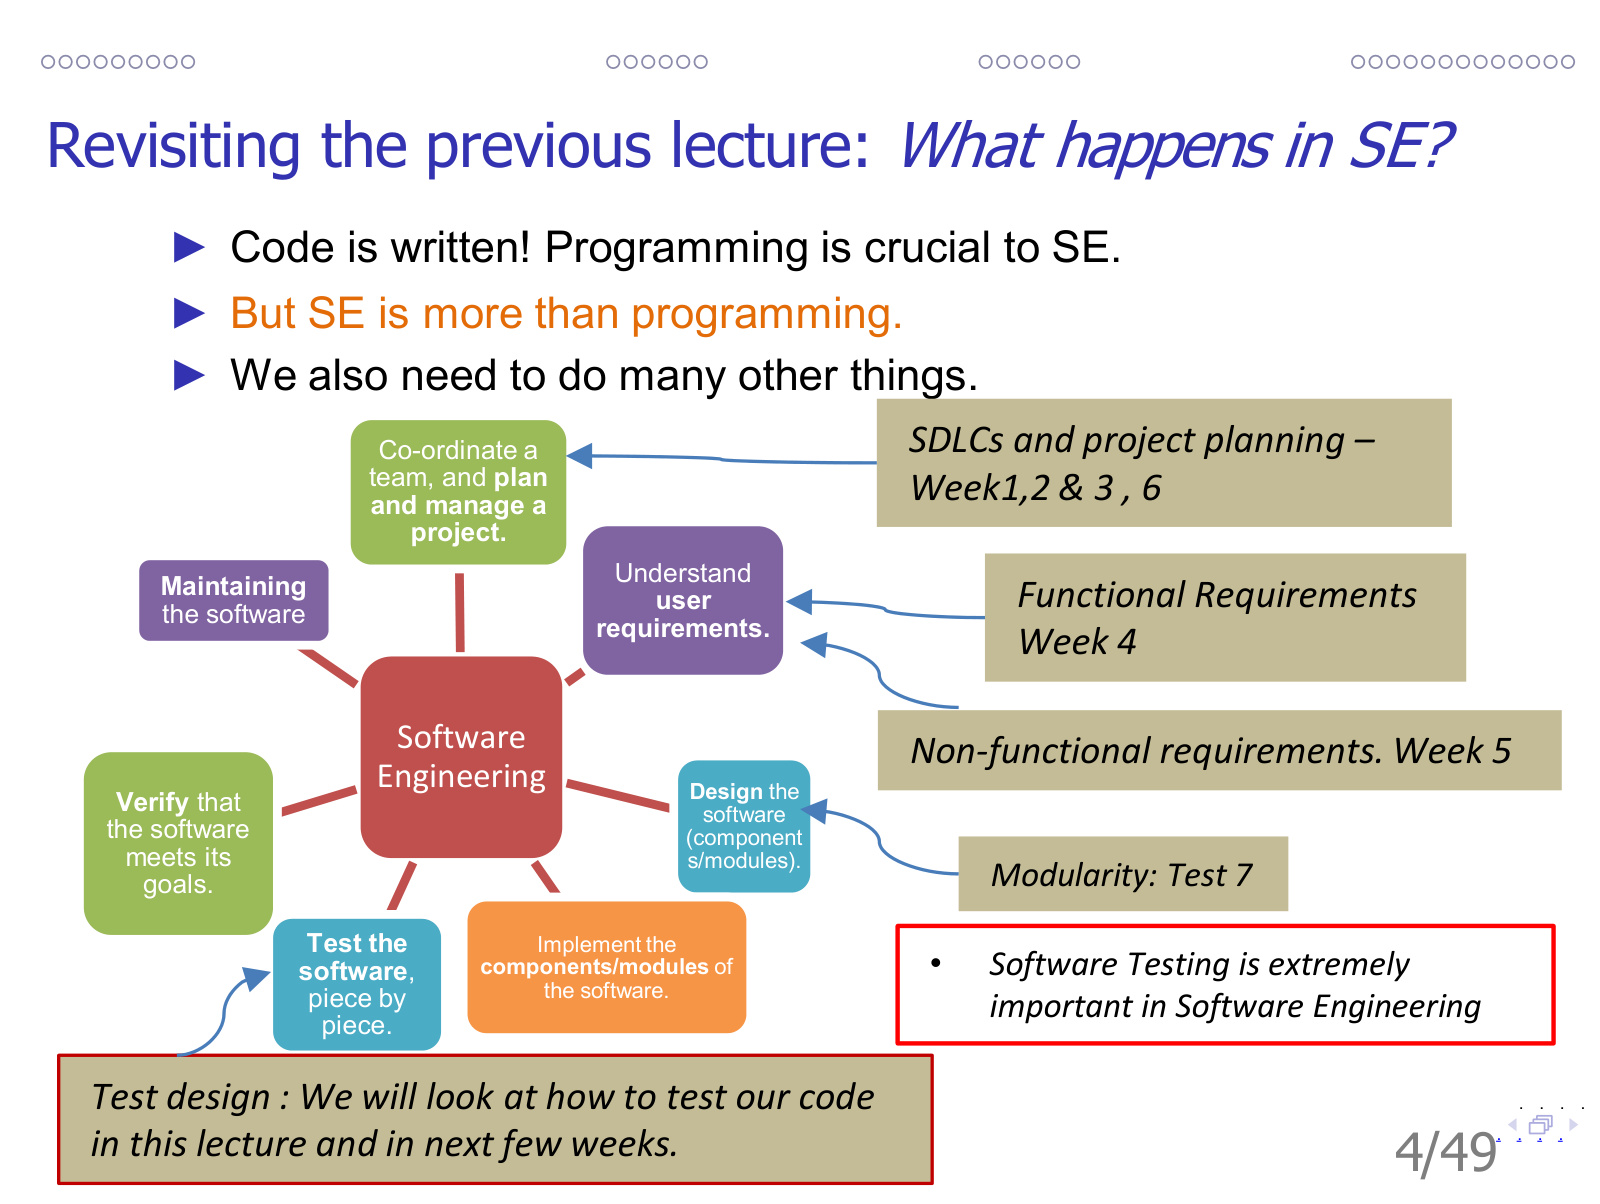 Revisiting the previous lecture: What happens in SE?
Code is written! Programming is crucial to SE.
But SE is more than programming.
We also need to do many other things.
Co-ordinate a
team, and plan
and manage a
project.
SDLCs and project planning –
Week1,2 & 3 , 6
Understand
user
requirements.
Functional Requirements
Week 4
Non-functional requirements. Week 5
Maintaining
the software
Software
Engineering
Design the
software
(component
s/modules).
Modularity: Test 7
Verify that
the software
meets its
goals.
Test the
software,
piece by
piece.
Implement the
components/modules of
the software.
• Software Testing is extremely
important in Software Engineering
Test design : We will look at how to test our code
in this lecture and in next few weeks.
4/49